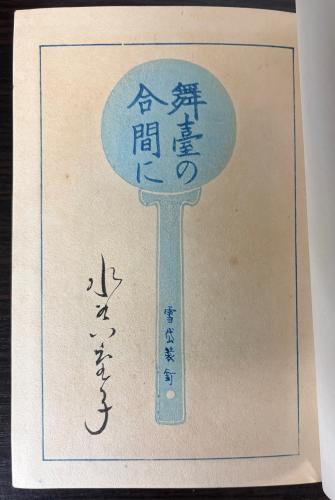 舞臺の
合間に
雪岱装釘
水谷八重子